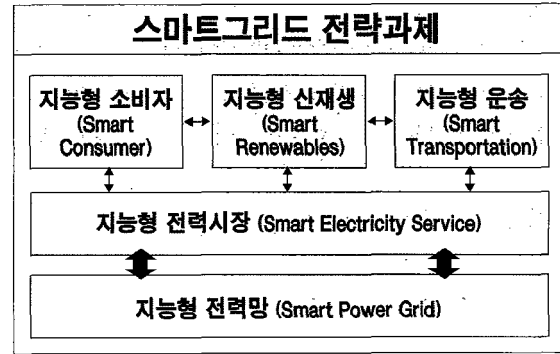 스마트그리드 전략과제
지능형 소비자
(Smart
Consumer)
지능형 신재생
(Smart
Renewables)
지능형 운송
(Smart
Transportation)
지능형 전력시장 (Smart Electricity Service)
지능형 전력망 (Smart Power Grid)